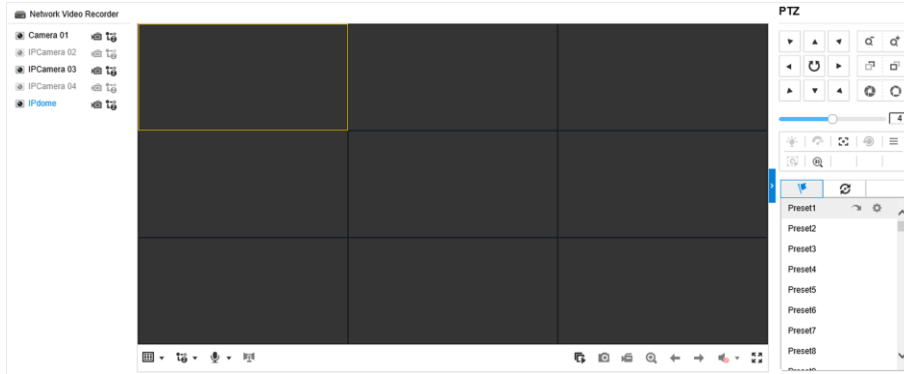 Network Video Recorder
Camera 01
IPCamera 02
IPCamera 03
IPCamera 04
IPdome
PTZ
4
Preset1
Preset2
Preset3
Preset4
Preset5
Preset6
Preset7
Preset8
Preset9